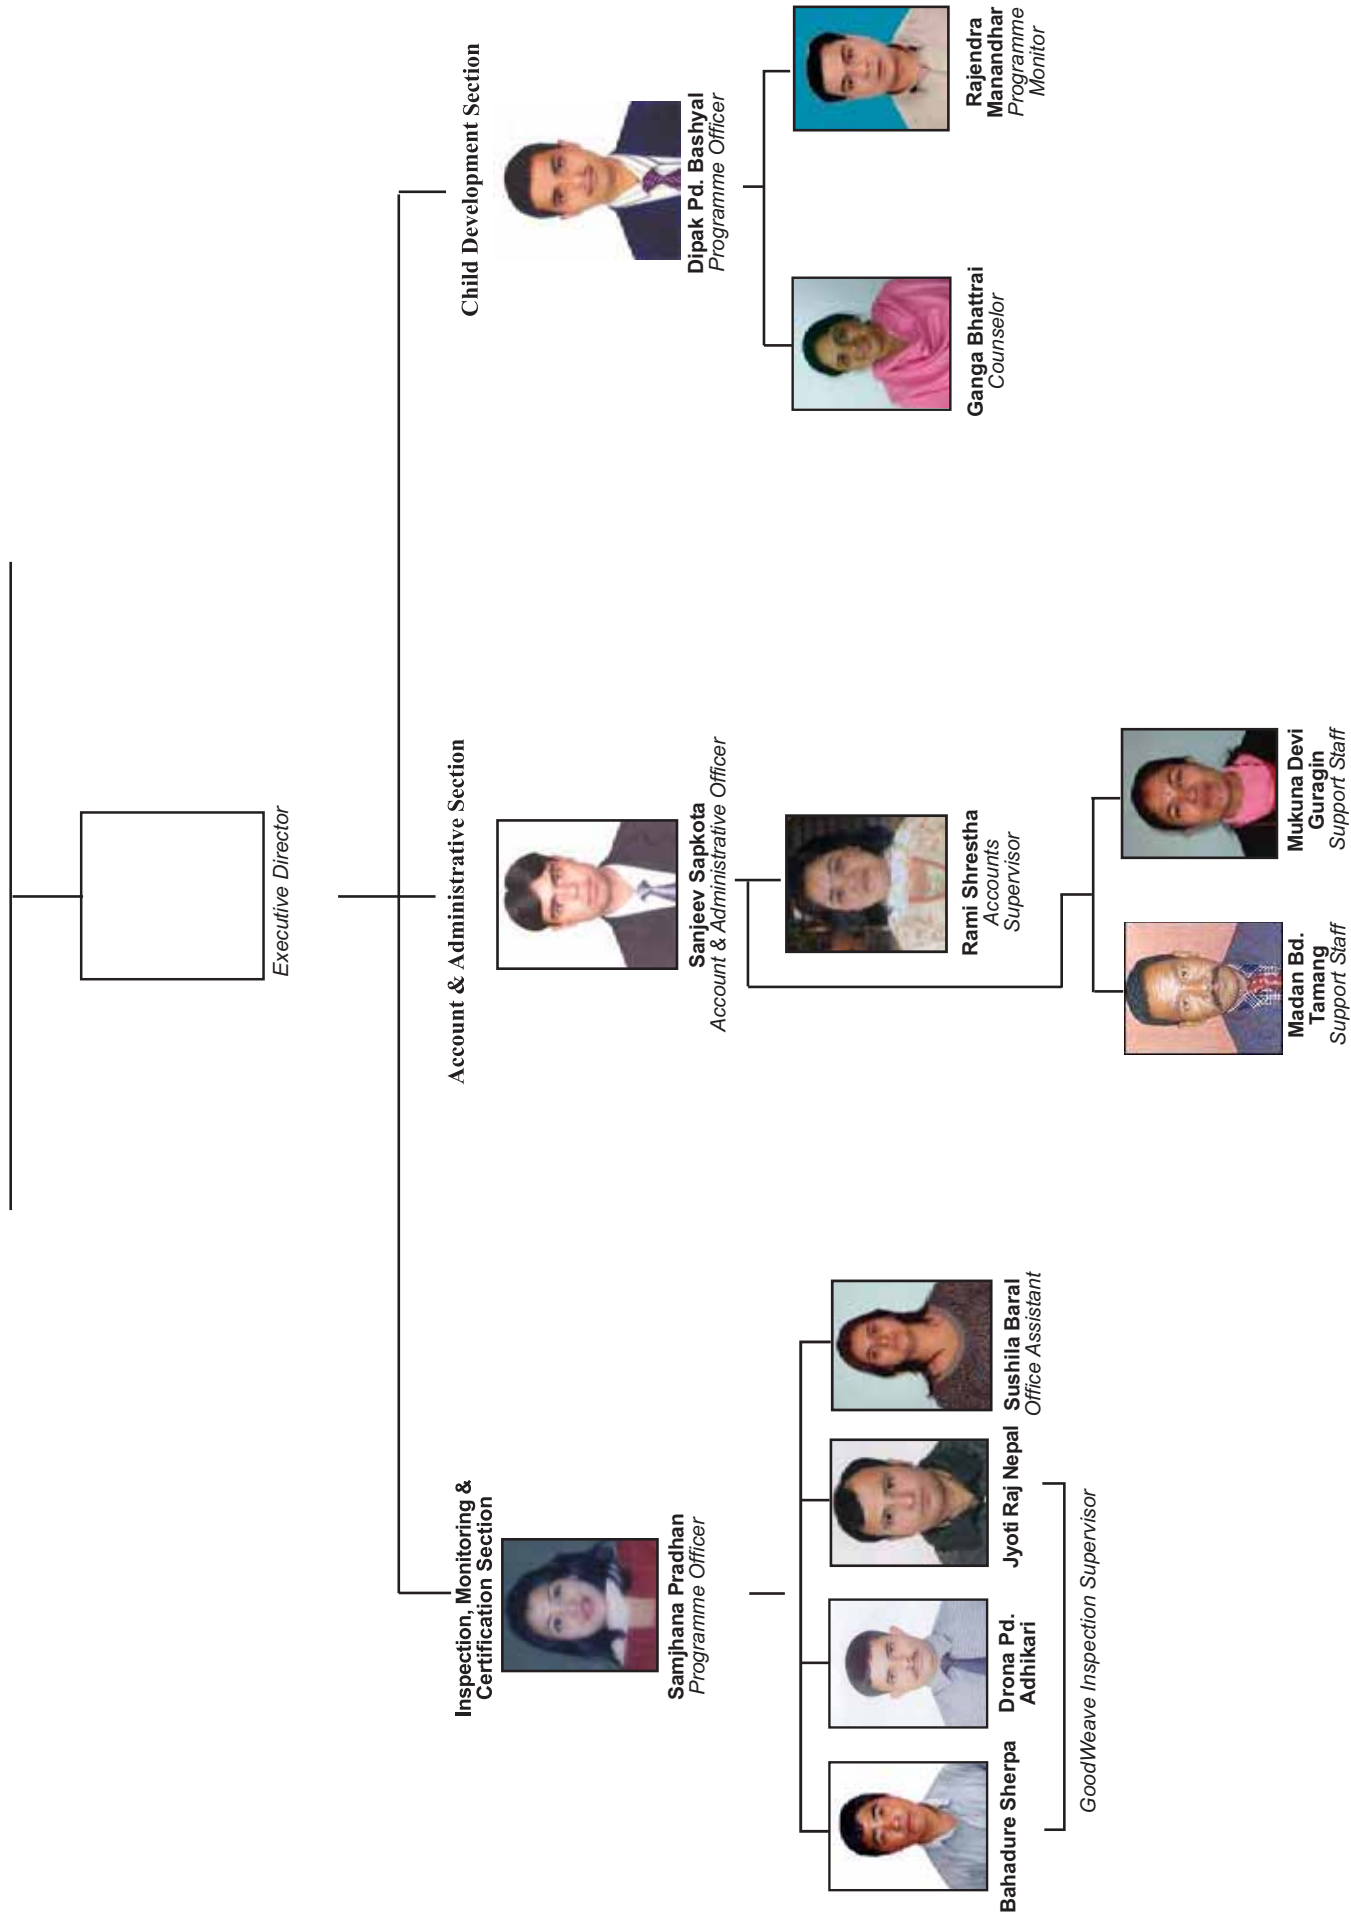 Executive Director
Inspection, Monitoring &
Certification Section
Samjhana Pradhan
Programme Officer
Bahadure Sherpa
Drona Pd.
Adhikari
Jyoti Raj Nepal
Sushila Baral
Office Assistant
GoodWeave Inspection Supervisor
Account & Administrative Section
Sanjeev Sapkota
Account & Administrative Officer
Rami Shrestha
Accounts
Supervisor
Madan Bd.
Tamang
Support Staff
Mukuna Devi
Guragin
Support Staff
Child Development Section
Dipak Pd. Bashyal
Programme Officer
Ganga Bhattrai
Counselor
Rajendra
Manandhar
Programme
Monitor